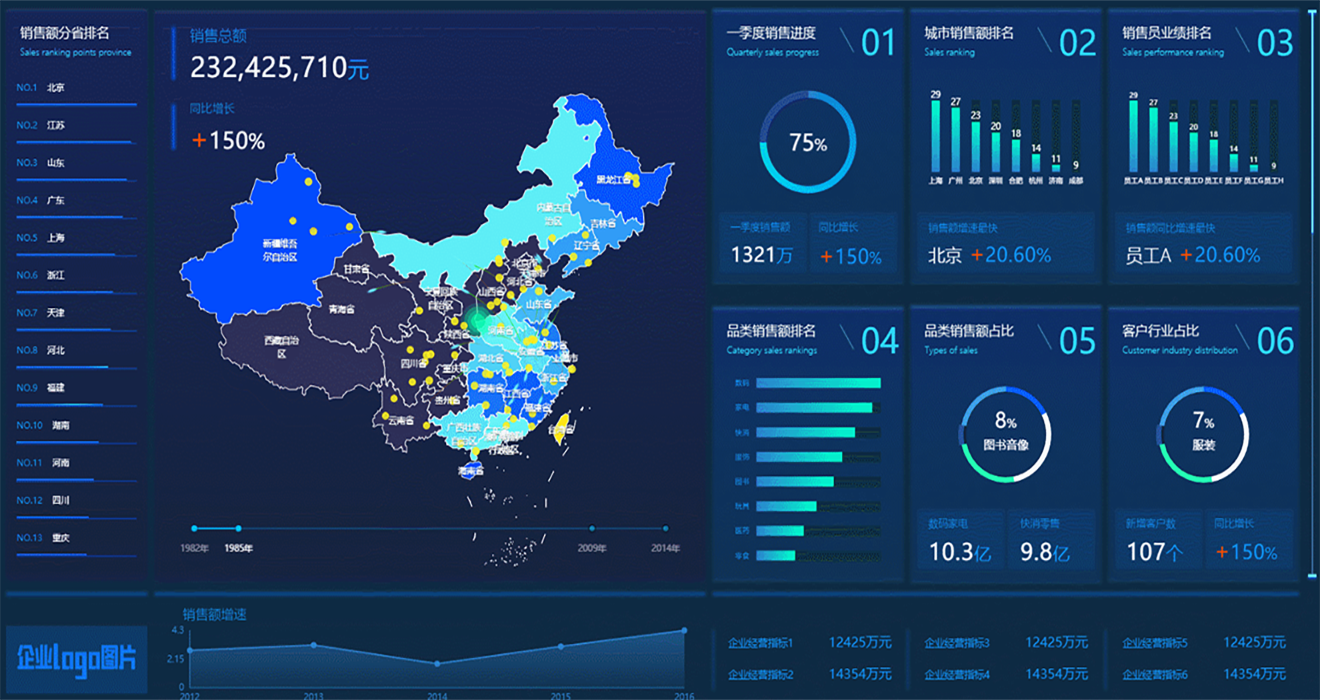 销售额分省排名
Sales ranking points province
NO.1 北京
NO.2 江苏
NO.3 山东
NO.4 广东
NO.5 上海
NO.6 浙江
NO.7 天津
NO.8 河北
NO.9 福建
NO.10 湖南
NO.11 河南
NO.12 四川
NO.13 重庆
企业logo图片
销售总额
232,425,710元
同比增长
+150%
黑龙江省
内蒙古自治区
吉林省
辽宁省
新疆维吾尔自治区
甘肃省
北京市
河北省
山西省
青海省
山东省
陕西省
河南省
西藏自治区
四川省
重庆市
湖北省
安徽省
江苏省
上海市
浙江省
湖南省
江西省
贵州省
福建省
云南省
广西壮族自治区
台湾省
海南省
1982年 1985年 2009年 2014年
销售额增速
4.3
2.15
0
2012 2013 2014 2015 2016
一季度销售进度
Quarterly sales progress
01
75%
一季度销售额
1321万
同比增长
+150%
城市销售额排名
Sales ranking
02
29 27 23 20 18 14 11 9
上海 广州 北京 深圳 合肥 杭州 济南 成都
销售额增速最快
北京 +20.60%
销售员业绩排名
Sales performance ranking
03
29 27 23 20 18 14 11 9
员工A 员工B 员工C 员工D 员工E 员工F 员工G 员工H
销售额同比增速最快
员工A +20.60%
品类销售额排名
Category sales rankings
04
数码
家电
快消
服饰
图书
医药
零食
品类销售额占比
Types of sales
05
8%
图书音像
数码家电
10.3亿
快消零售
9.8亿
客户行业占比
Customer industry distribution
06
7%
服装
新增客户数
107个
同比增长
+150%
企业经营指标1 12425万元
企业经营指标2 14354万元
企业经营指标3 12425万元
企业经营指标4 14354万元
企业经营指标5 12425万元
企业经营指标6 14354万元